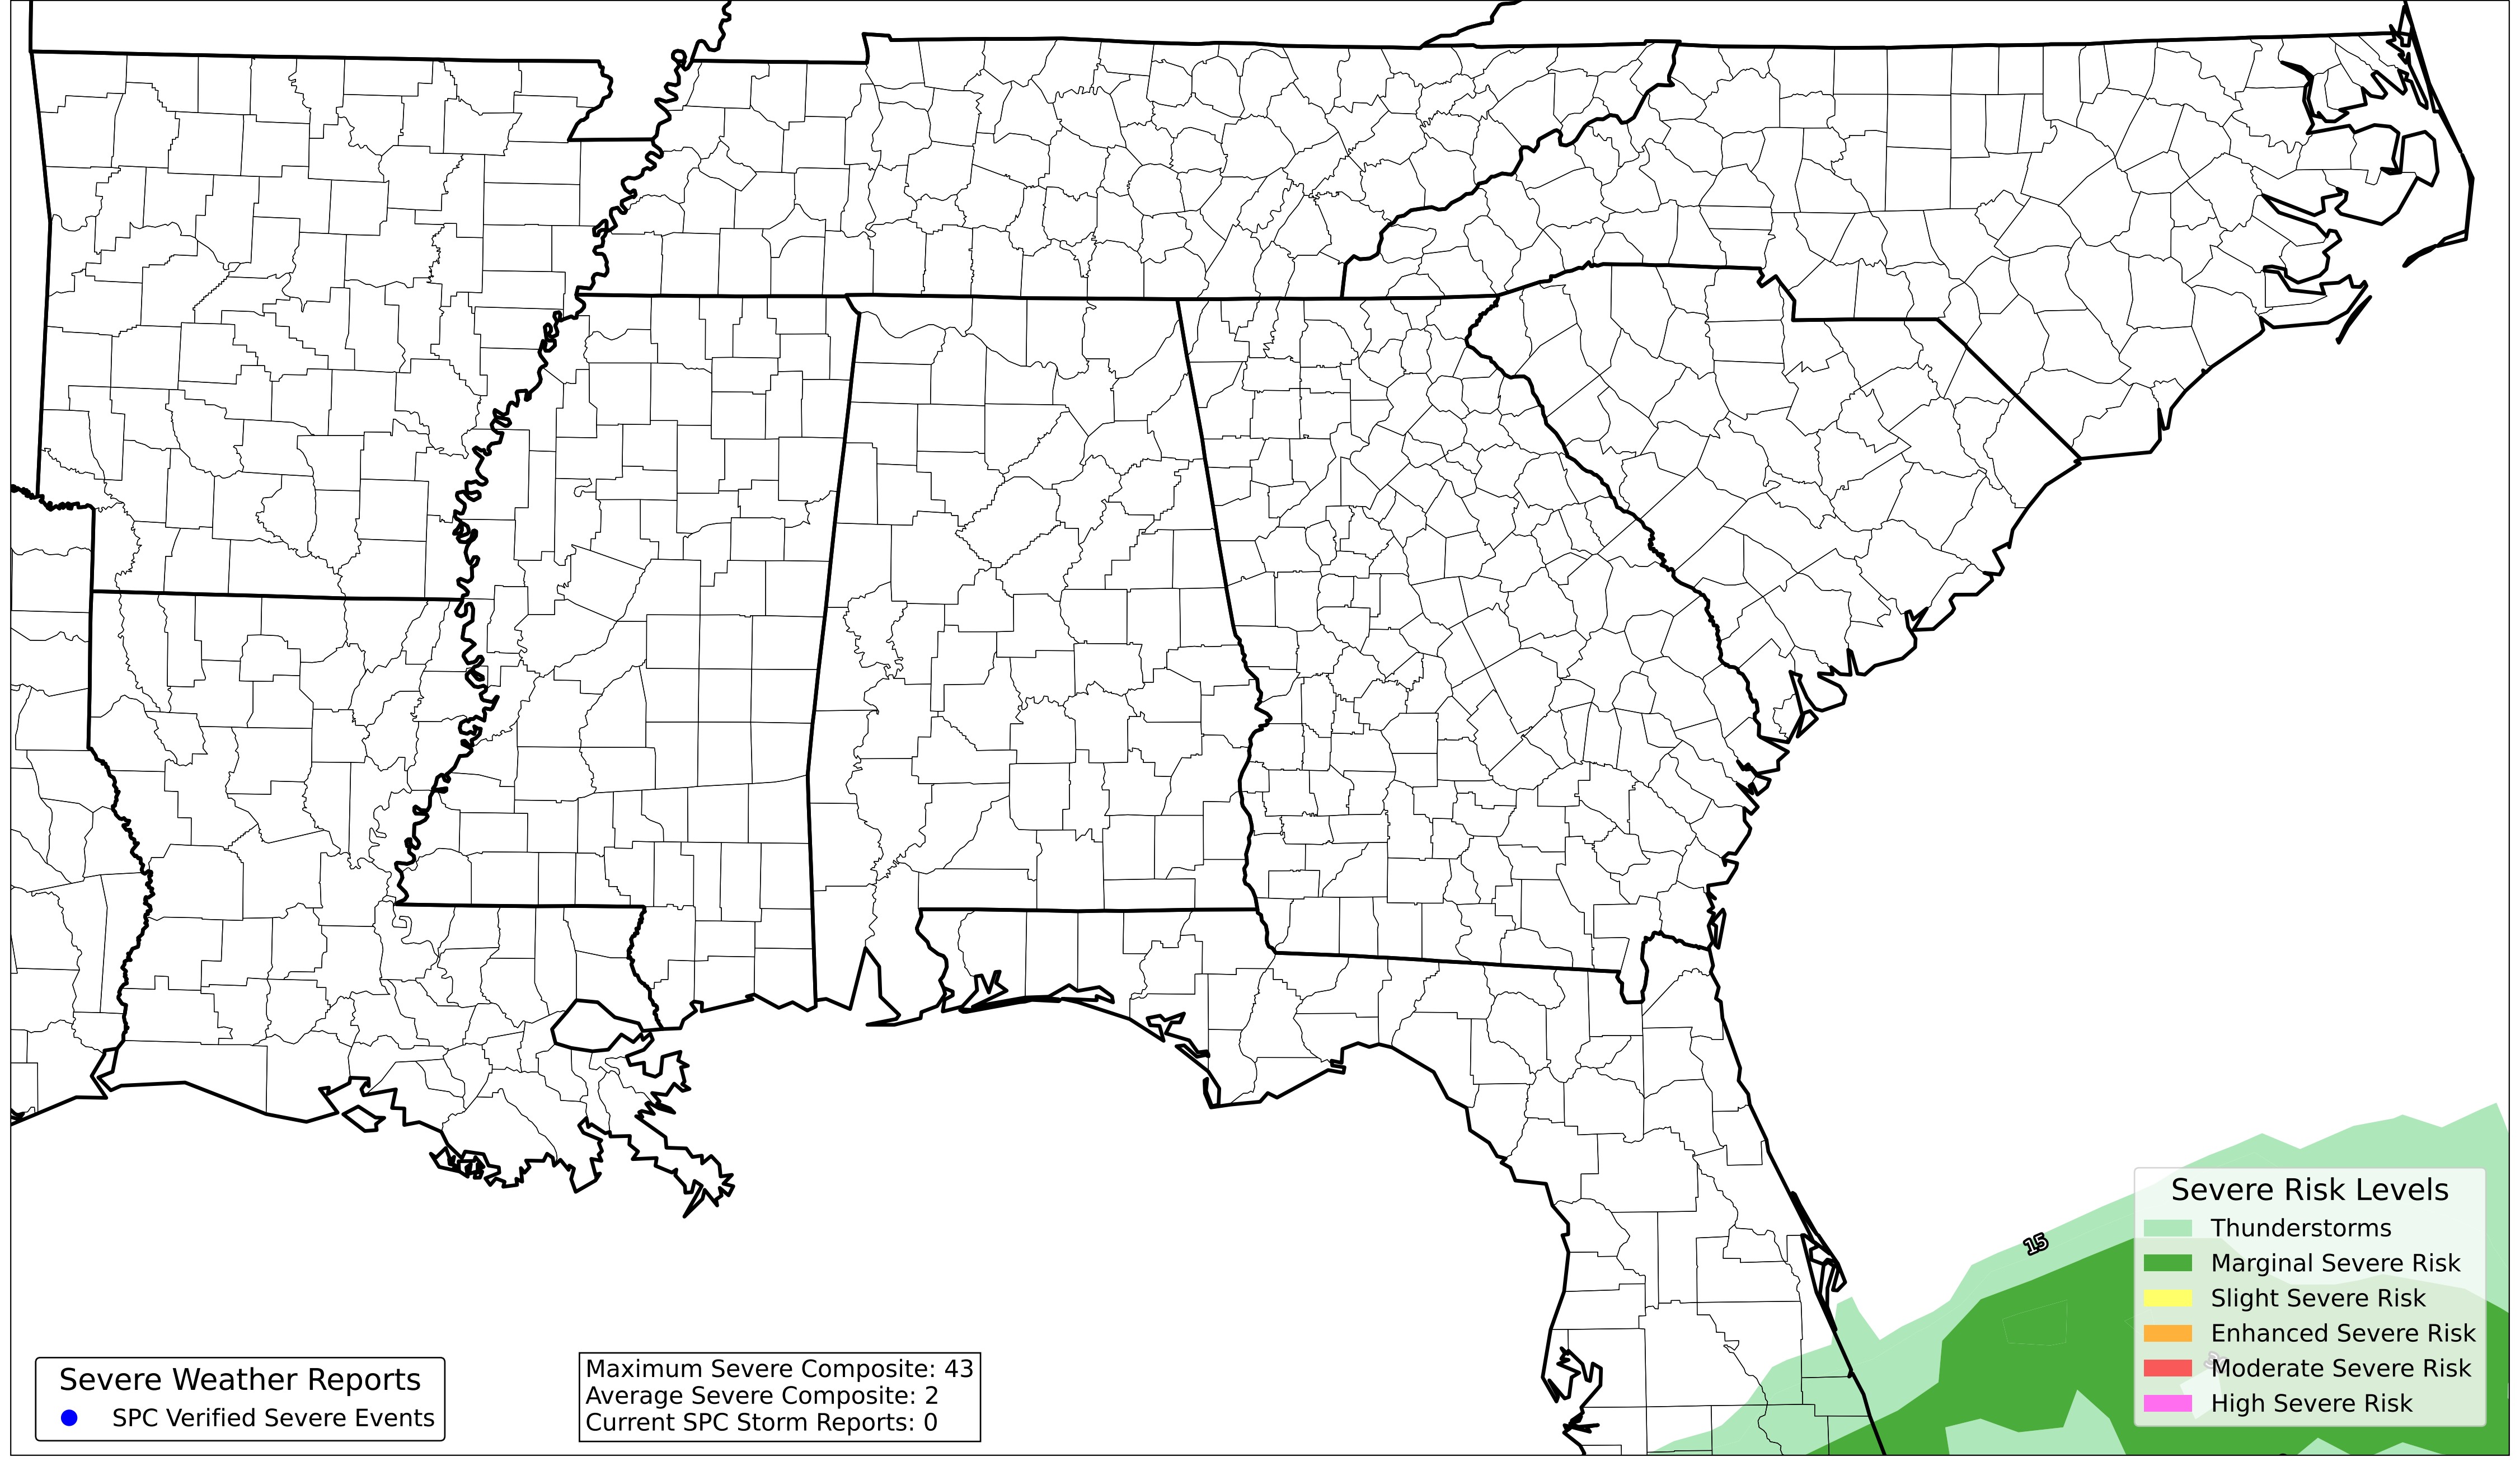 15
Severe Risk Levels
Thunderstorms
Marginal Severe Risk
Slight Severe Risk
Enhanced Severe Risk
Moderate Severe Risk
High Severe Risk
Severe Weather Reports
SPC Verified Severe Events
Maximum Severe Composite: 43
Average Severe Composite: 2
Current SPC Storm Reports: 0